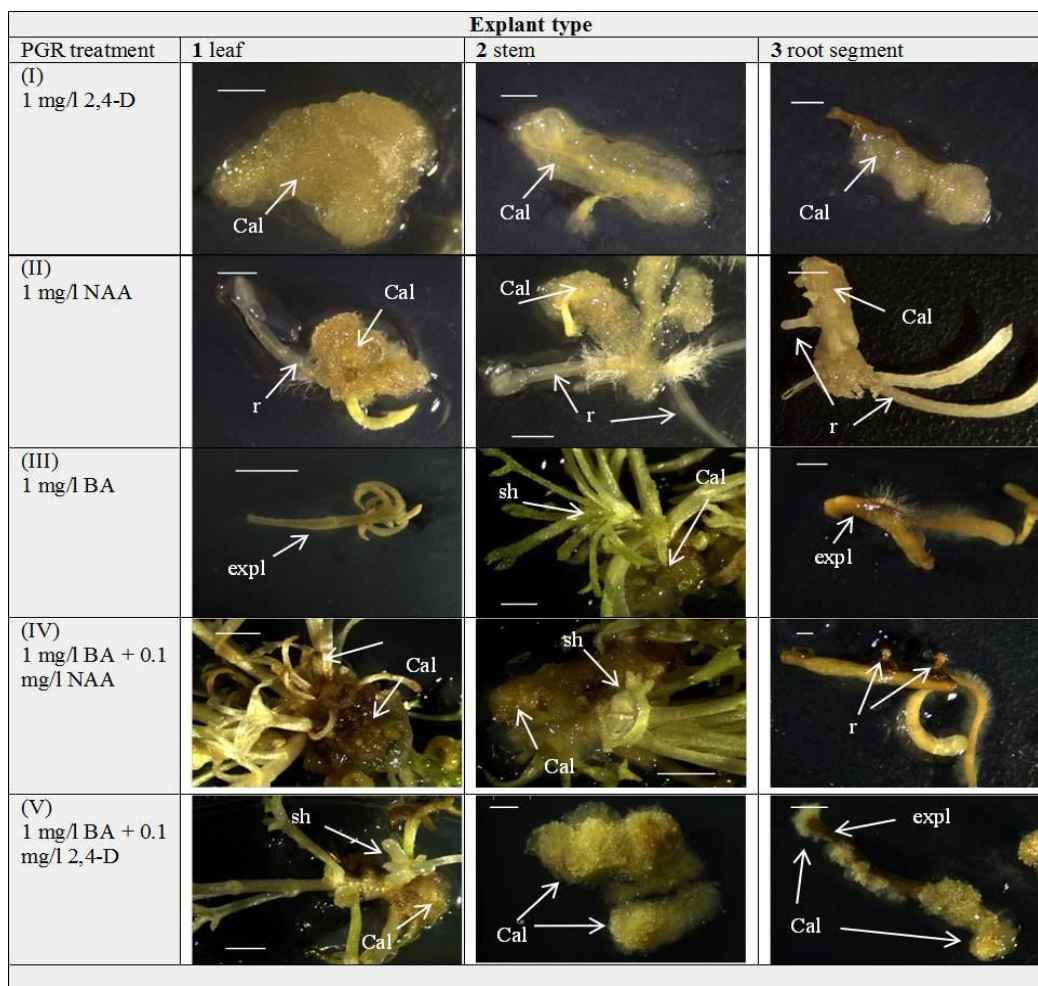 Explant type
PGR treatment
1 leaf
2 stem
3 root segment
(I)
1 mg/l 2,4-D
Cal
Cal
Cal
(II)
1 mg/l NAA
Cal
r
Cal
r
Cal
r
(III)
1 mg/l BA
expl
sh
Cal
expl
(IV)
1 mg/l BA + 0.1
mg/l NAA
Cal
sh
Cal
r
(V)
1 mg/l BA + 0.1
mg/l 2,4-D
sh
Cal
Cal
expl
Cal